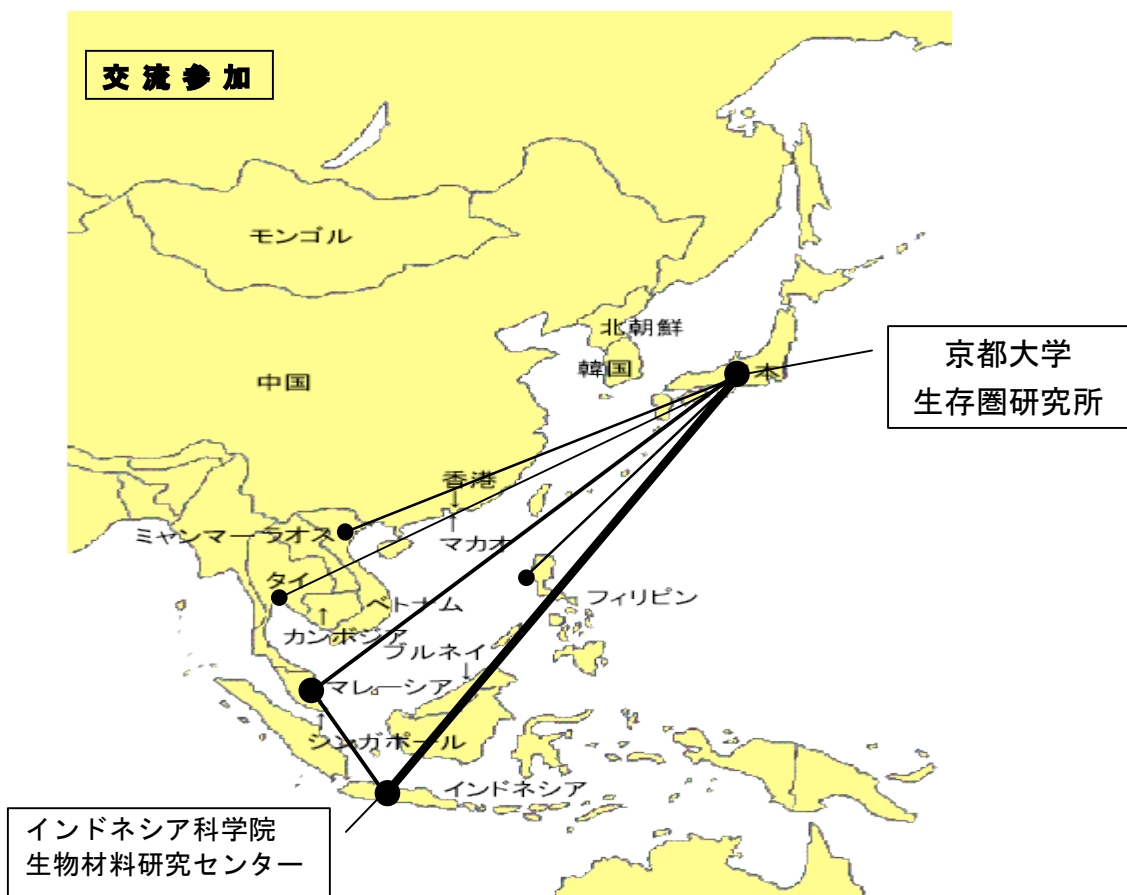 交流参加
モンゴル
北朝鮮
韓国
本
中国
京都大学
生存圏研究所
香港
↓
↑
マカオ
ミャンマー
ラオス
タイ
ベトナム
↑
カンボジア
フィリピン
ブルネイ
↓
マレーシア
↑
シンガポール
インドネシア
インドネシア科学院
生物材料研究センター